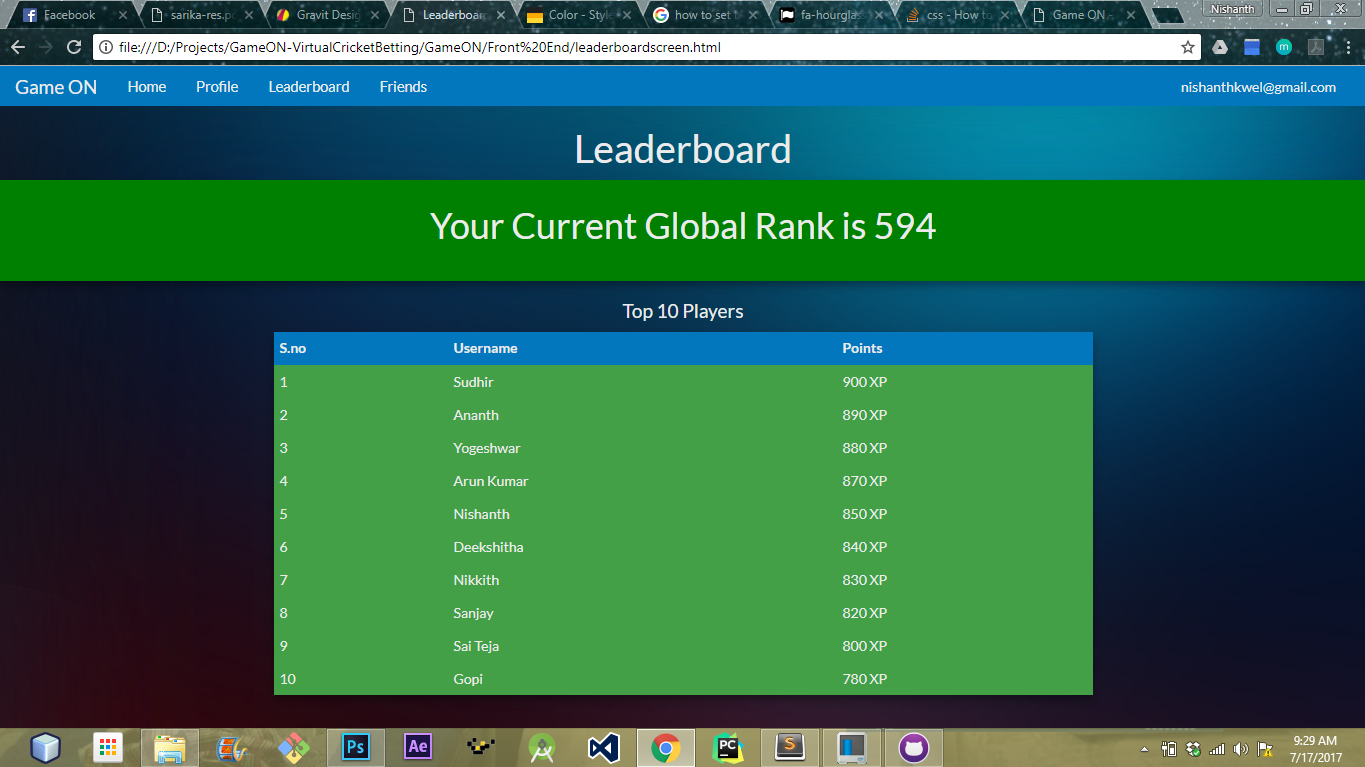 Facebook sarika-res.p Gravit Desig Leaderboar Color - Style how to set fa-hourglas css - How to Game ON - Nishanth
file:///D:/Projects/GameON-VirtualCricketBetting/GameON/Front%20End/leaderboardscreen.html m
Game ON Home Profile Leaderboard Friends nishanthkwel@gmail.com
Leaderboard
Your Current Global Rank is 594
Top 10 Players
S.no Username Points
1 Sudhir 900 XP
2 Ananth 890 XP
3 Yogeshwar 880 XP
4 Arun Kumar 870 XP
5 Nishanth 850 XP
6 Deekshitha 840 XP
7 Nikkith 830 XP
8 Sanjay 820 XP
9 Sai Teja 800 XP
10 Gopi 780 XP
Ps Ae PC S 9:29 AM
7/17/2017